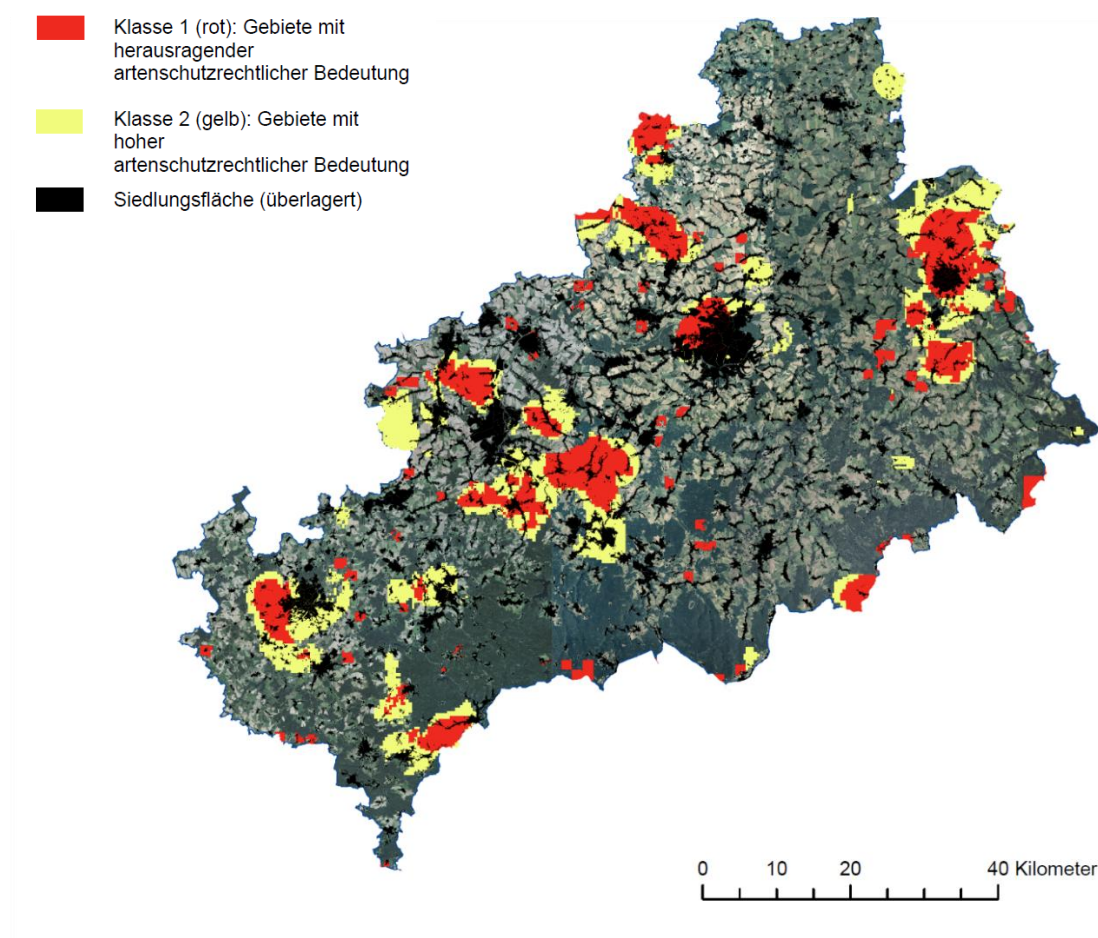 Klasse 1 (rot): Gebiete mit
herausragender
artenschutzrechtlicher Bedeutung
Klasse 2 (gelb): Gebiete mit
hoher
artenschutzrechtlicher Bedeutung
Siedlungsfläche (überlagert)
0 10 20 40 Kilometer